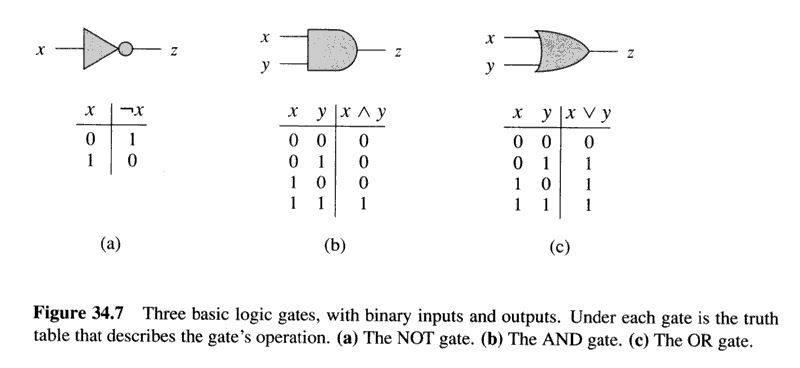 x z
x
y z
x
y z
x ¬x
0 1
1 0
x y x ∧ y
0 0 0
0 1 0
1 0 0
1 1 1
x y x ∨ y
0 0 0
0 1 1
1 0 1
1 1 1
(a) (b) (c)
Figure 34.7 Three basic logic gates, with binary inputs and outputs. Under each gate is the truth
table that describes the gate's operation. (a) The NOT gate. (b) The AND gate. (c) The OR gate.